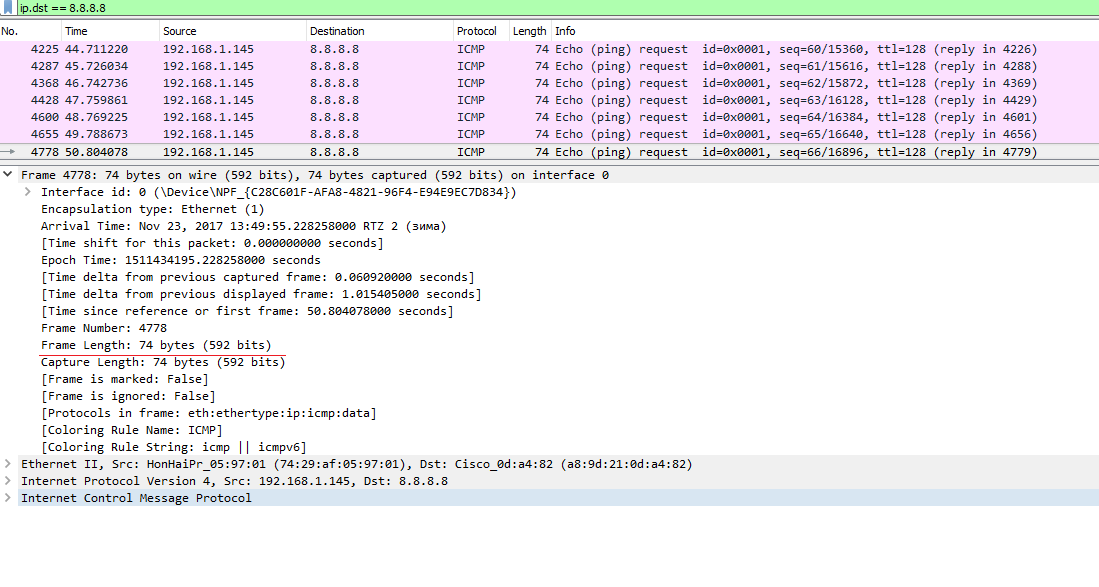 ip.dst == 8.8.8.8
No. Time Source Destination Protocol Length Info
4225 44.711220 192.168.1.145 8.8.8.8 ICMP 74 Echo (ping) request id=0x0001, seq=60/15360, ttl=128 (reply in 4226)
4287 45.726034 192.168.1.145 8.8.8.8 ICMP 74 Echo (ping) request id=0x0001, seq=61/15616, ttl=128 (reply in 4288)
4368 46.742736 192.168.1.145 8.8.8.8 ICMP 74 Echo (ping) request id=0x0001, seq=62/15872, ttl=128 (reply in 4369)
4428 47.759861 192.168.1.145 8.8.8.8 ICMP 74 Echo (ping) request id=0x0001, seq=63/16128, ttl=128 (reply in 4429)
4600 48.769225 192.168.1.145 8.8.8.8 ICMP 74 Echo (ping) request id=0x0001, seq=64/16384, ttl=128 (reply in 4601)
4655 49.788673 192.168.1.145 8.8.8.8 ICMP 74 Echo (ping) request id=0x0001, seq=65/16640, ttl=128 (reply in 4656)
4778 50.804078 192.168.1.145 8.8.8.8 ICMP 74 Echo (ping) request id=0x0001, seq=66/16896, ttl=128 (reply in 4779)
Frame 4778: 74 bytes on wire (592 bits), 74 bytes captured (592 bits) on interface 0
Interface id: 0 (\Device\NPF_{C28C601F-AFA8-4821-96F4-E94E9EC7D834})
Encapsulation type: Ethernet (1)
Arrival Time: Nov 23, 2017 13:49:55.228258000 RTZ 2 (зима)
[Time shift for this packet: 0.000000000 seconds]
Epoch Time: 1511434195.228258000 seconds
[Time delta from previous captured frame: 0.060920000 seconds]
[Time delta from previous displayed frame: 1.015405000 seconds]
[Time since reference or first frame: 50.804078000 seconds]
Frame Number: 4778
Frame Length: 74 bytes (592 bits)
Capture Length: 74 bytes (592 bits)
[Frame is marked: False]
[Frame is ignored: False]
[Protocols in frame: eth:ethertype:ip:icmp:data]
[Coloring Rule Name: ICMP]
[Coloring Rule String: icmp || icmpv6]
Ethernet II, Src: HonHaiPr_05:97:01 (74:29:af:05:97:01), Dst: Cisco_0d:a4:82 (a8:9d:21:0d:a4:82)
Internet Protocol Version 4, Src: 192.168.1.145, Dst: 8.8.8.8
Internet Control Message Protocol